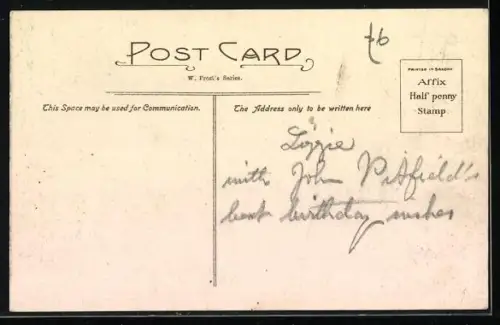 POST CARD
W. Frost's Series.
This Space may be used for Communication.
The Address only to be written here
PRINTED IN SAXONY
Affix
Half penny
Stamp
Lizzie
with John Pitfield's
best birthday wishes